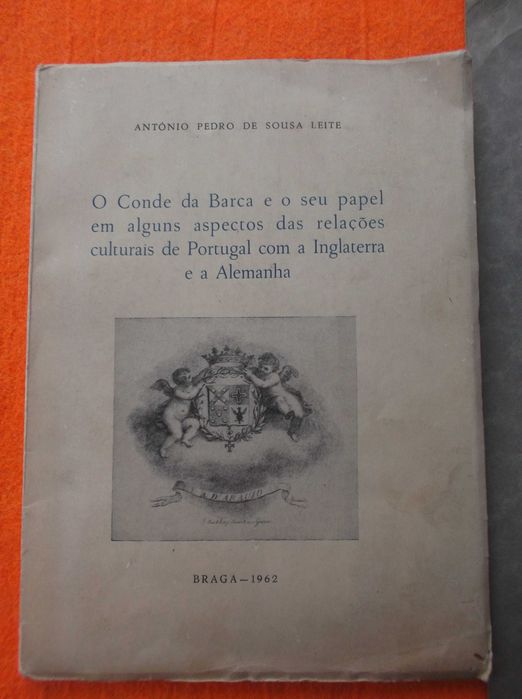 ANTÓNIO PEDRO DE SOUSA LEITE
O Conde da Barca e o seu papel
em alguns aspectos das relações
culturais de Portugal com a Inglaterra
e a Alemanha
A. D'ARAUJO
BRAGA—1962